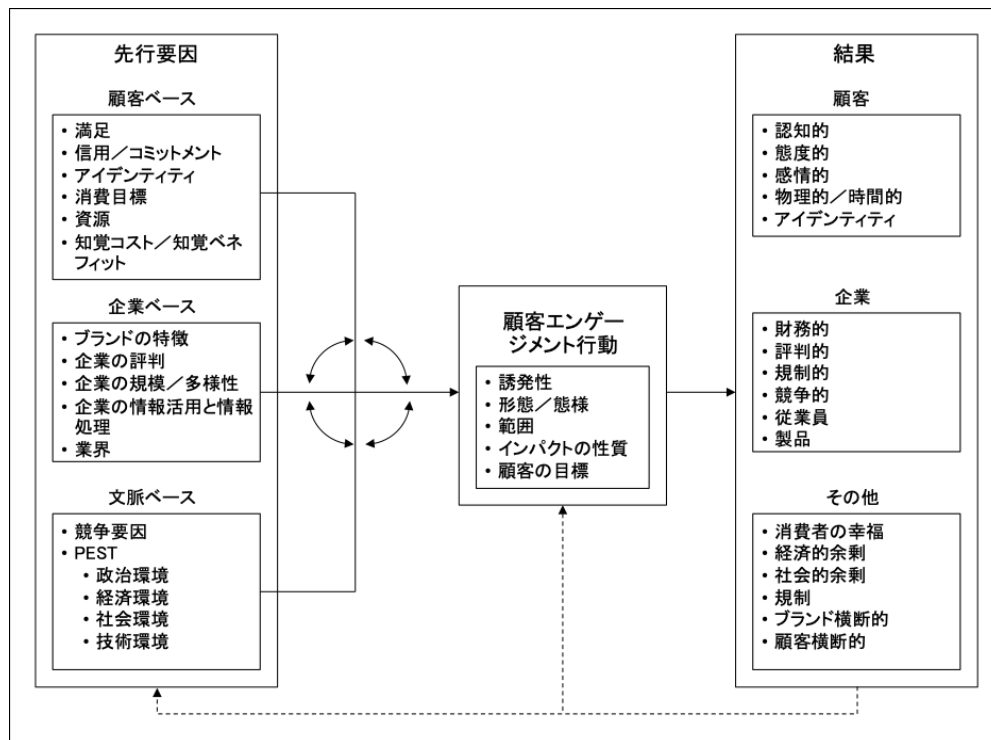 先行要因
顧客ベース
・ 満足
・ 信用／コミットメント
・ アイデンティティ
・ 消費目標
・ 資源
・ 知覚コスト／知覚ベネ
フィット
企業ベース
・ ブランドの特徴
・ 企業の評判
・ 企業の規模／多様性
・ 企業の情報活用と情報
処理
・ 業界
文脈ベース
・ 競争要因
・ PEST
・ 政治環境
・ 経済環境
・ 社会環境
・ 技術環境
顧客エンゲー
ジメント行動
・ 誘発性
・ 形態／態様
・ 範囲
・ インパクトの性質
・ 顧客の目標
結果
顧客
・ 認知的
・ 態度的
・ 感情的
・ 物理的／時間的
・ アイデンティティ
企業
・ 財務的
・ 評判的
・ 規制的
・ 競争的
・ 従業員
・ 製品
その他
・ 消費者の幸福
・ 経済的余剰
・ 社会的余剰
・ 規制
・ ブランド横断的
・ 顧客横断的